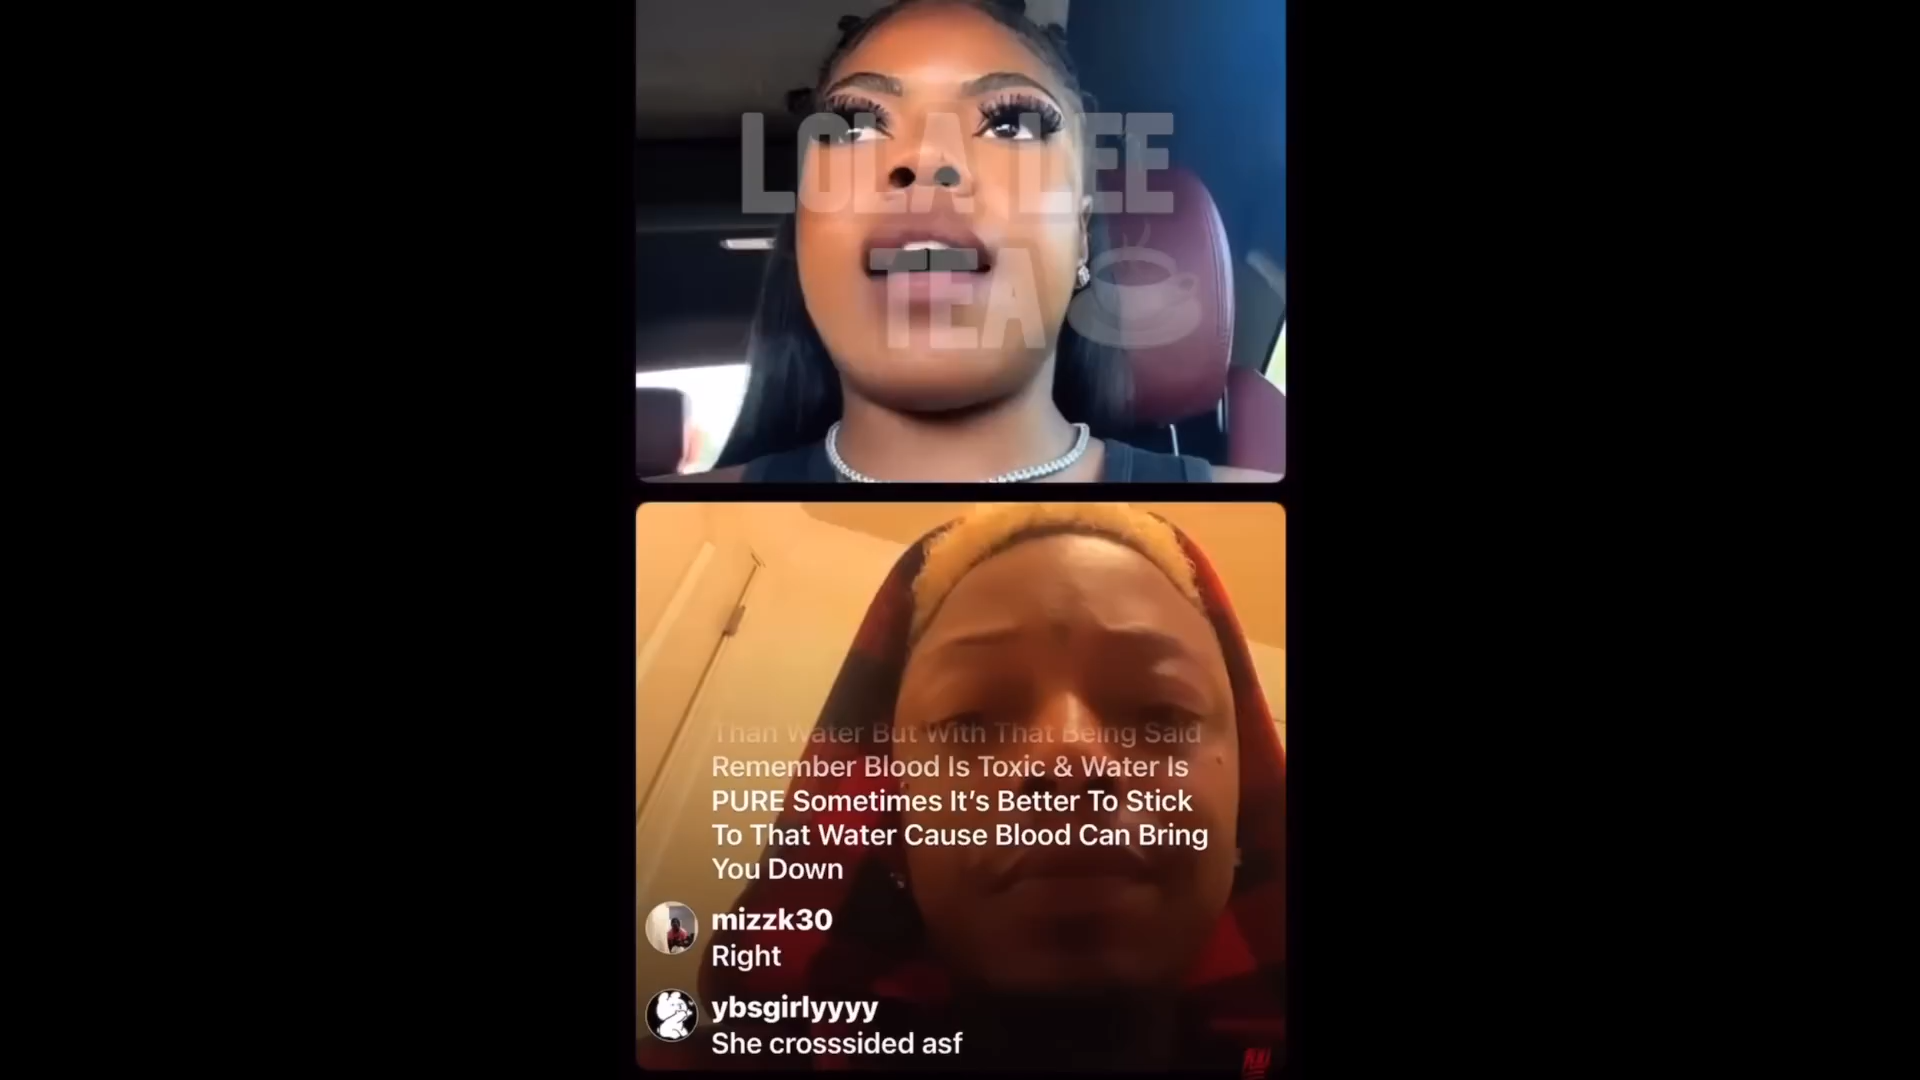 LOLA LEE
TEA
Than Water But With That Being Said
Remember Blood Is Toxic & Water Is
PURE Sometimes It’s Better To Stick
To That Water Cause Blood Can Bring
You Down
mizzk30
Right
ybsgirlyyyy
She crosssided asf